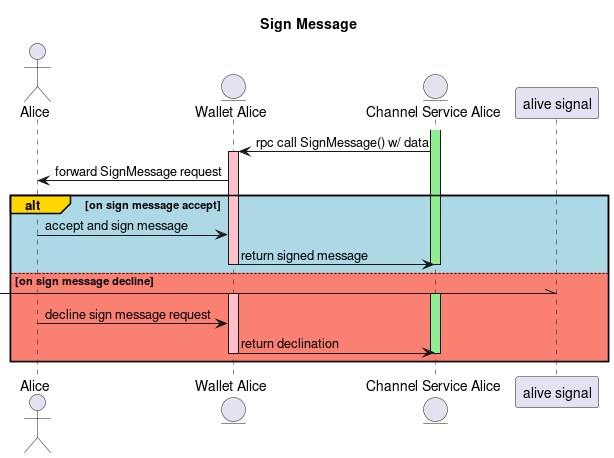 Sign Message
Alice
Wallet Alice
Channel Service Alice
alive signal
rpc call SignMessage() w/ data
forward SignMessage request
alt
[on sign message accept]
accept and sign message
return signed message
[on sign message decline]
decline sign message request
return declination
Alice
Wallet Alice
Channel Service Alice
alive signal